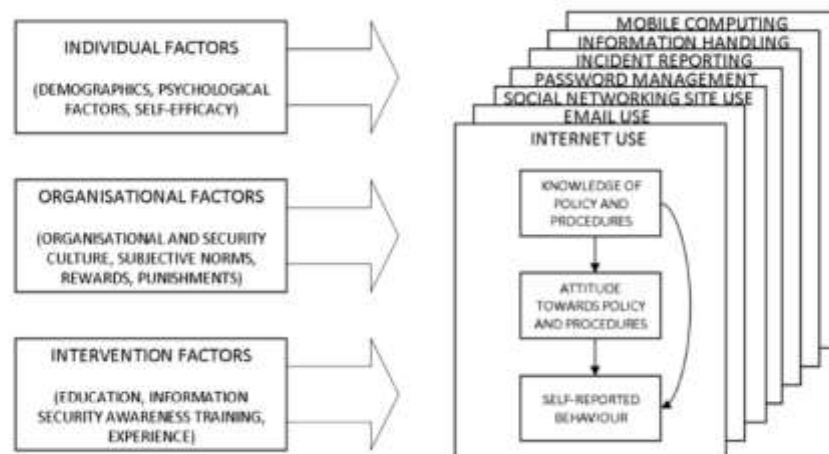 INDIVIDUAL FACTORS
(DEMOGRAPHICS, PSYCHOLOGICAL
FACTORS, SELF-EFFICACY)
ORGANISATIONAL FACTORS
(ORGANISATIONAL AND SECURITY
CULTURE, SUBJECTIVE NORMS,
REWARDS, PUNISHMENTS)
INTERVENTION FACTORS
(EDUCATION, INFORMATION
SECURITY AWARENESS TRAINING,
EXPERIENCE)
MOBILE COMPUTING
INFORMATION HANDLING
INCIDENT REPORTING
PASSWORD MANAGEMENT
SOCIAL NETWORKING SITE USE
EMAIL USE
INTERNET USE
KNOWLEDGE OF
POLICY AND
PROCEDURES
ATTITUDE
TOWARDS POLICY
AND PROCEDURES
SELF-REPORTED
BEHAVIOUR